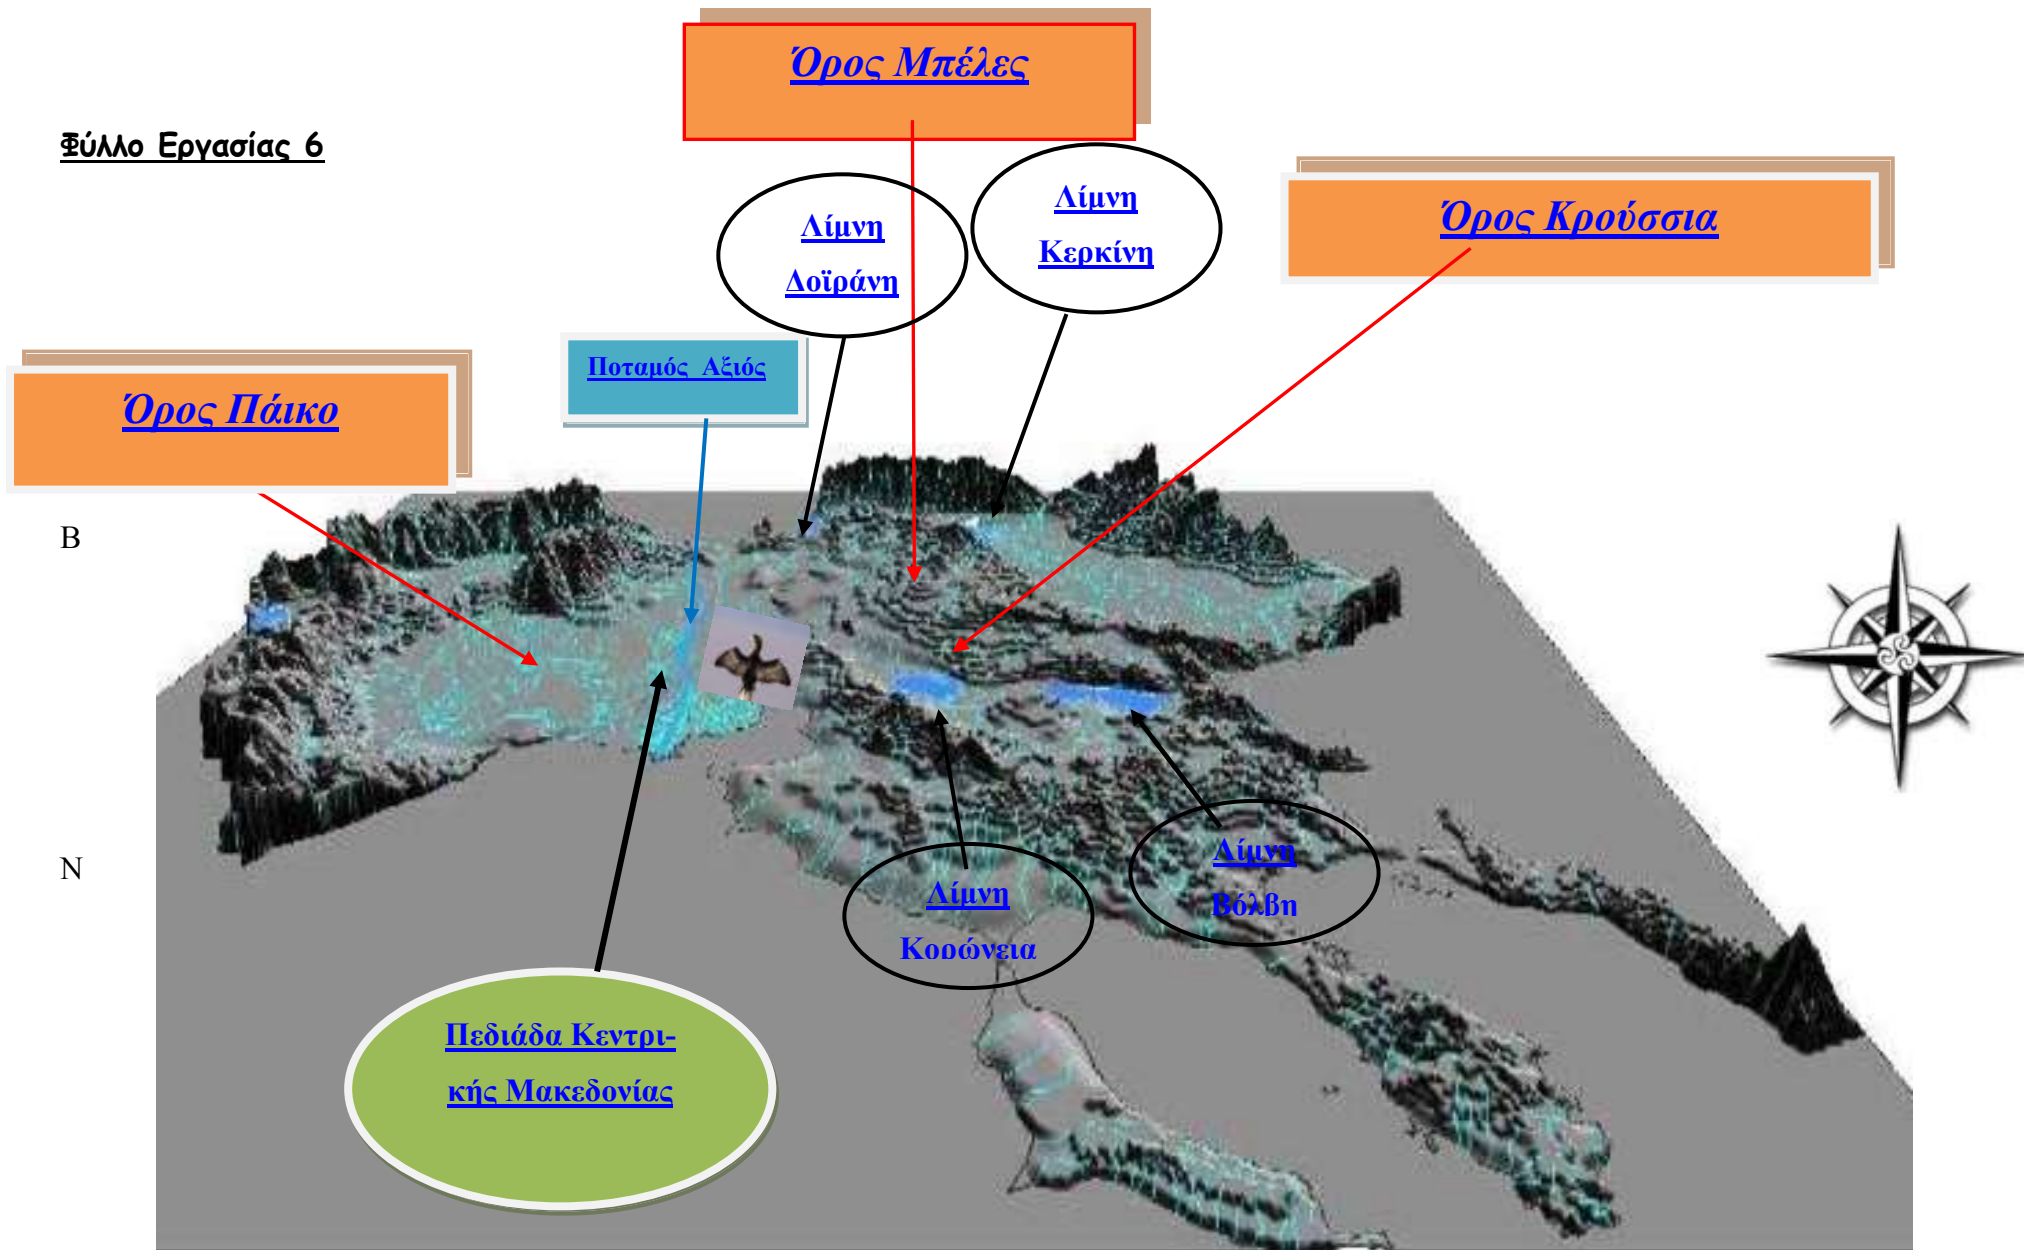 Όρος Μπέλες
Φύλλο Εργασίας 6
Λίμνη
Κερκίνη
Λίμνη
Δοϊράνη
Όρος Κρούσσια
Ποταμός Αξιός
Όρος Πάικο
Β
Ν
Λίμνη
Βόλβη
Λίμνη
Κορώνεια
Πεδιάδα Κεντρι-
κής Μακεδονίας